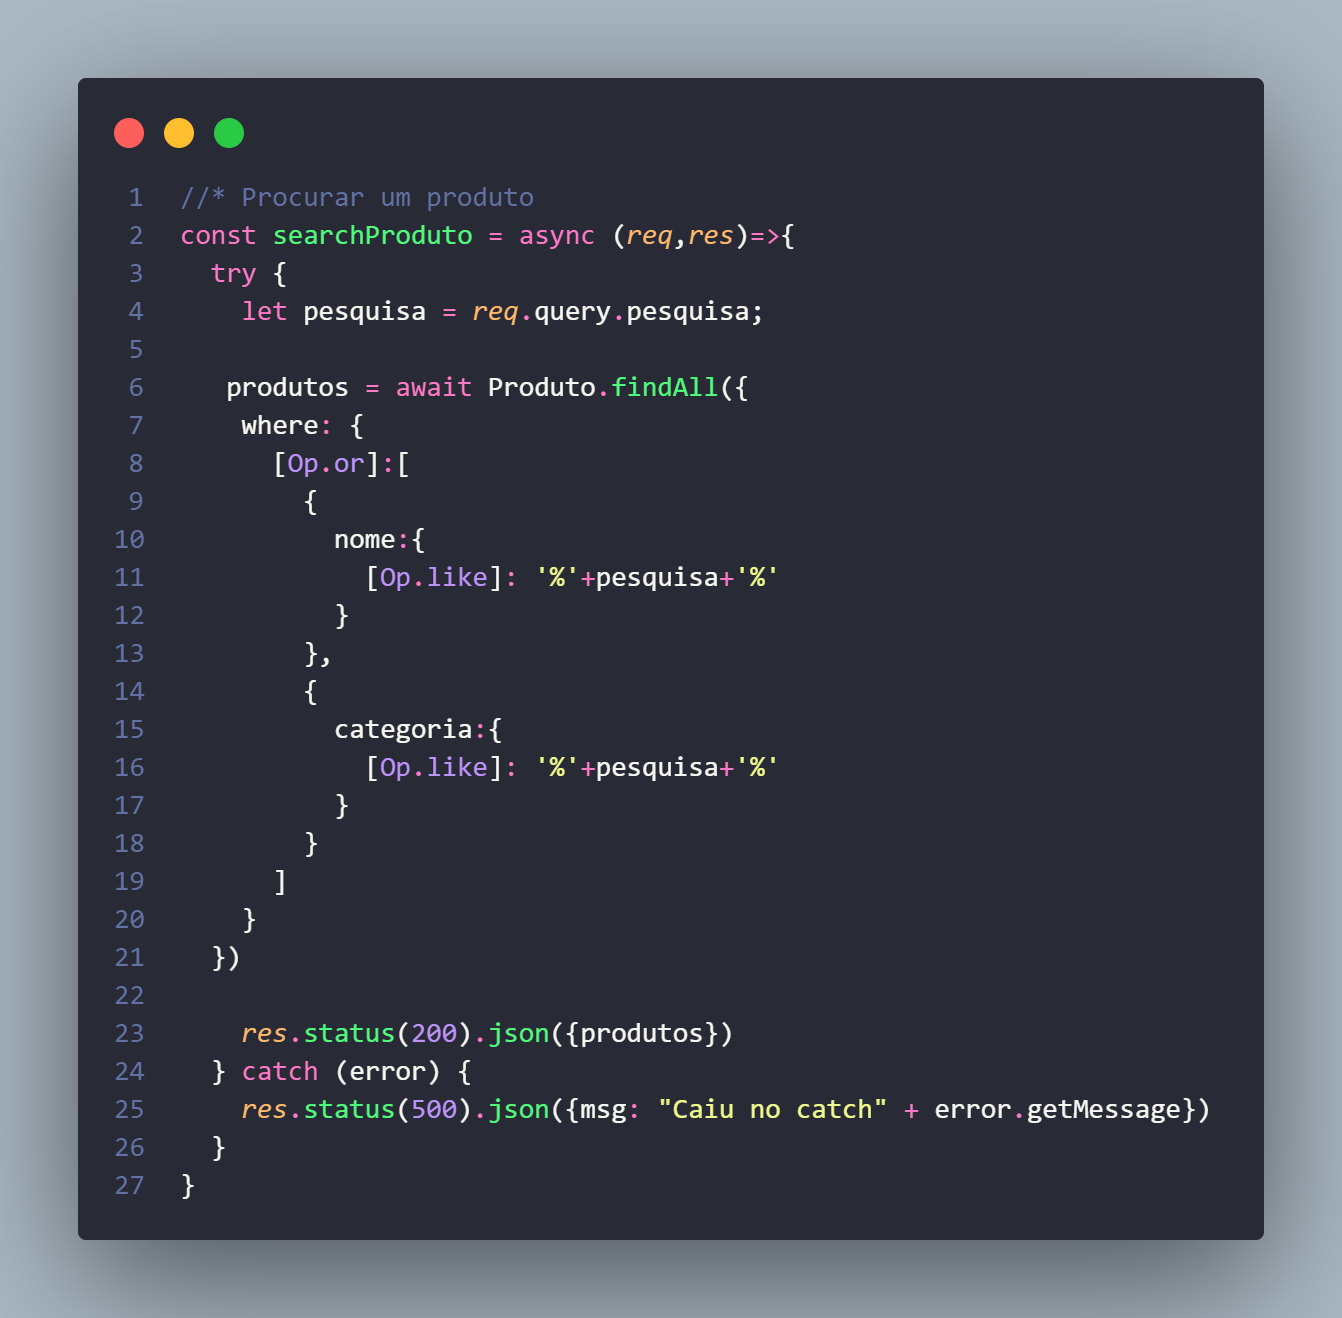 1 //* Procurar um produto
2 const searchProduto = async (req,res)=>{
3   try {
4     let pesquisa = req.query.pesquisa;
5
6    produtos = await Produto.findAll({
7     where: {
8       [Op.or]:[
9         {
10           nome:{
11             [Op.like]: '%'+pesquisa+'%'
12           }
13         },
14         {
15           categoria:{
16             [Op.like]: '%'+pesquisa+'%'
17           }
18         }
19       ]
20     }
21   })
22
23     res.status(200).json({produtos})
24   } catch (error) {
25     res.status(500).json({msg: "Caiu no catch" + error.getMessage})
26   }
27 }